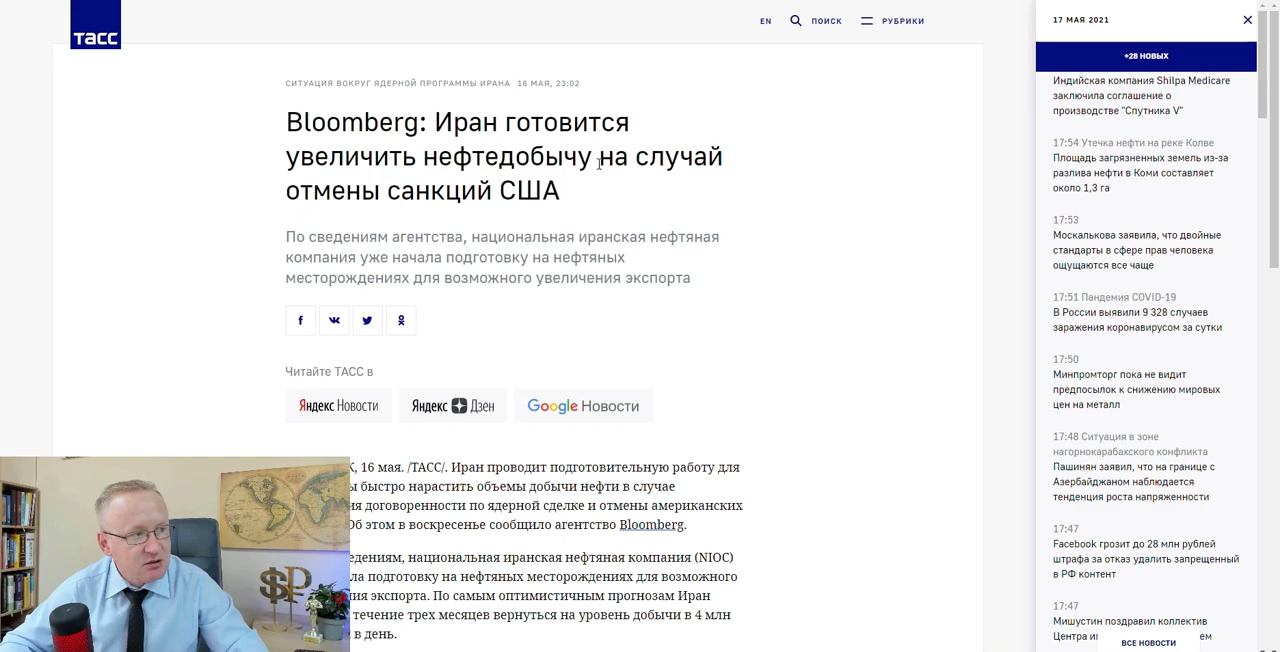 тасс
EN
ПОИСК
РУБРИКИ
СИТУАЦИЯ ВОКРУГ ЯДЕРНОЙ ПРОГРАММЫ ИРАНА 16 МАЯ, 23:02
Bloomberg: Иран готовится
увеличить нефтедобычу на случай
отмены санкций США
По сведениям агентства, национальная иранская нефтяная
компания уже начала подготовку на нефтяных
месторождениях для возможного увеличения экспорта
Читайте ТАСС в
Яндекс Новости
Яндекс Дзен
Google Новости
К, 16 мая. /ТАСС/. Иран проводит подготовительную работу для
ы быстро нарастить объемы добычи нефти в случае
ия договоренности по ядерной сделке и отмены американских
Об этом в воскресенье сообщило агентство Bloomberg.
едениям, национальная иранская нефтяная компания (NIOC)
ла подготовку на нефтяных месторождениях для возможного
ия экспорта. По самым оптимистичным прогнозам Иран
течение трех месяцев вернуться на уровень добычи в 4 млн
в день.
17 МАЯ 2021
+28 НОВЫХ
Индийская компания Shilpa Medicare
заключила соглашение о
производстве "Спутника V"
17:54 Утечка нефти на реке Колве
Площадь загрязненных земель из-за
разлива нефти в Коми составляет
около 1,3 га
17:53
Москалькова заявила, что двойные
стандарты в сфере прав человека
ощущаются все чаще
17:51 Пандемия COVID-19
В России выявили 9 328 случаев
заражения коронавирусом за сутки
17:50
Минпромторг пока не видит
предпосылок к снижению мировых
цен на металл
17:48 Ситуация в зоне
нагорнокарабахского конфликта
Пашинян заявил, что на границе с
Азербайджаном наблюдается
тенденция роста напряженности
17:47
Facebook грозит до 28 млн рублей
штрафа за отказ удалить запрещенный
в РФ контент
17:47
Мишустин поздравил коллектив
Центра и
ем
ВСЕ НОВОСТИ